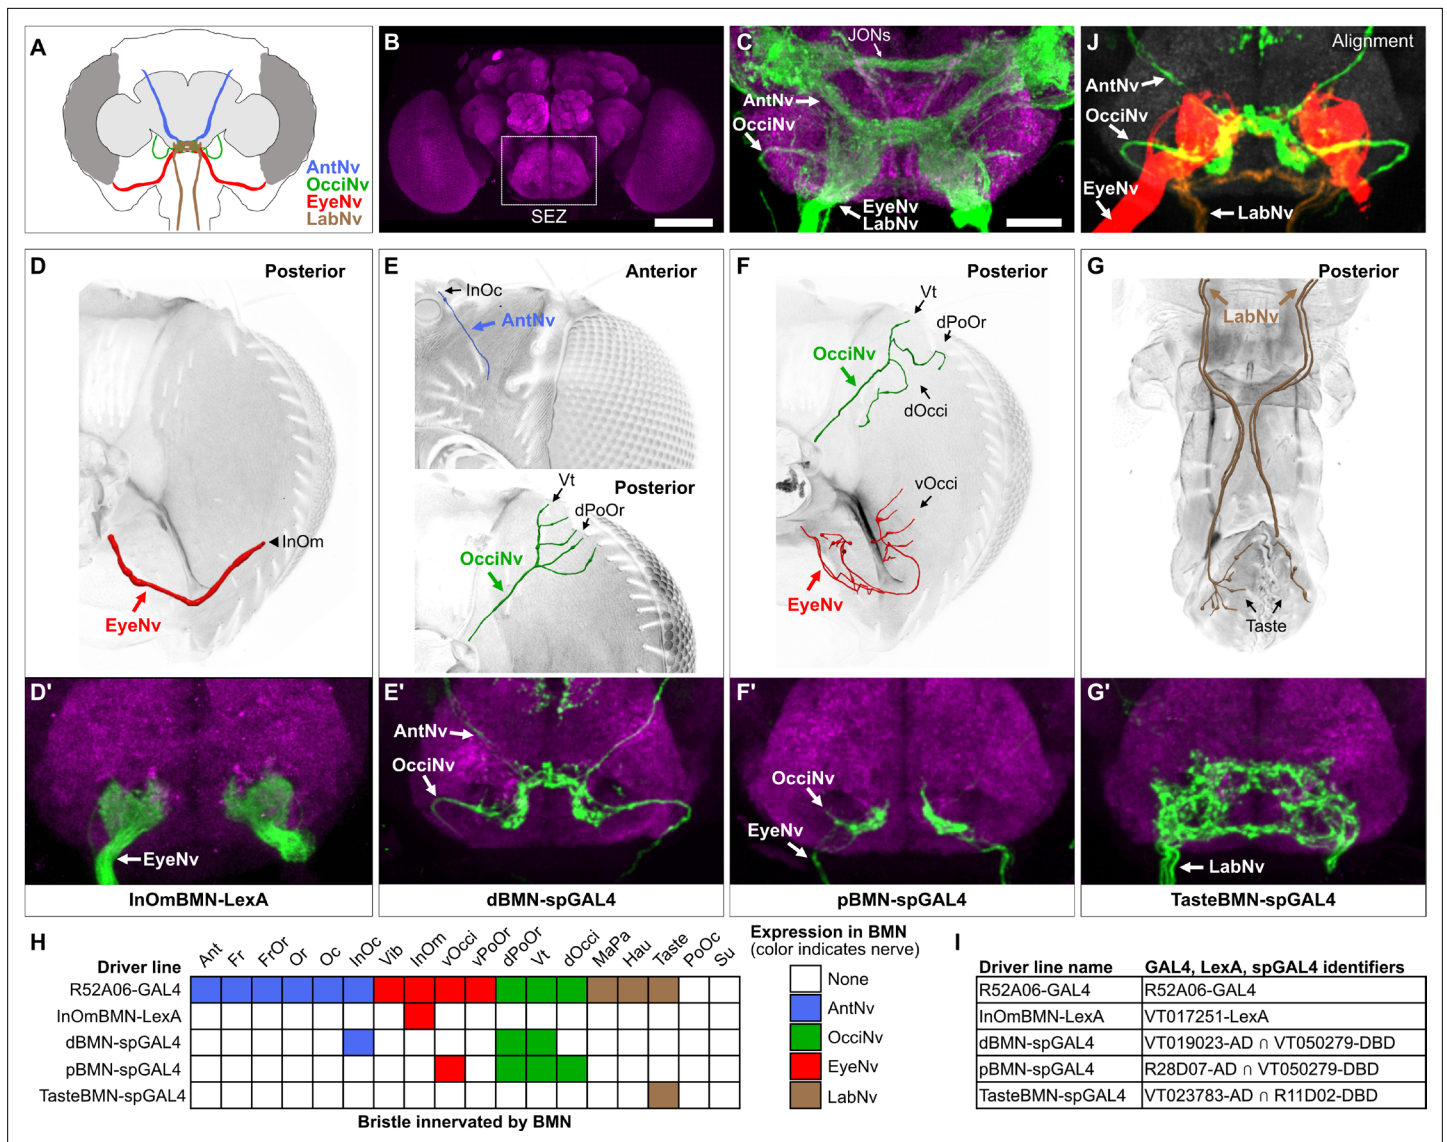 A
AntNv
OcciNv
EyeNv
LabNv
B
SEZ
C
JONs
AntNv
OcciNv
EyeNv
LabNv
J
Alignment
AntNv
OcciNv
EyeNv
LabNv
D
Posterior
InOm
EyeNv
E
Anterior
InOc
AntNv
Posterior
Vt
dPoOr
OcciNv
F
Posterior
Vt
dPoOr
OcciNv
dOcci
vOcci
EyeNv
G
Posterior
LabNv
Taste
D'
EyeNv
InOmBMN-LexA
E'
AntNv
OcciNv
dBMN-spGAL4
F'
OcciNv
EyeNv
pBMN-spGAL4
G'
LabNv
TasteBMN-spGAL4
H
Driver line
Ant Fr FrOr Or Oc InOc Vib InOm vOcci vPoOr dPoOr Vt dOcci MaPa Hau Taste PoOc Su
R52A06-GAL4
InOmBMN-LexA
dBMN-spGAL4
pBMN-spGAL4
TasteBMN-spGAL4
Bristle innervated by BMN
Expression in BMN
(color indicates nerve)
None
AntNv
OcciNv
EyeNv
LabNv
I
Driver line name GAL4, LexA, spGAL4 identifiers
R52A06-GAL4 R52A06-GAL4
InOmBMN-LexA VT017251-LexA
dBMN-spGAL4 VT019023-AD ∩ VT050279-DBD
pBMN-spGAL4 R28D07-AD ∩ VT050279-DBD
TasteBMN-spGAL4 VT023783-AD ∩ R11D02-DBD